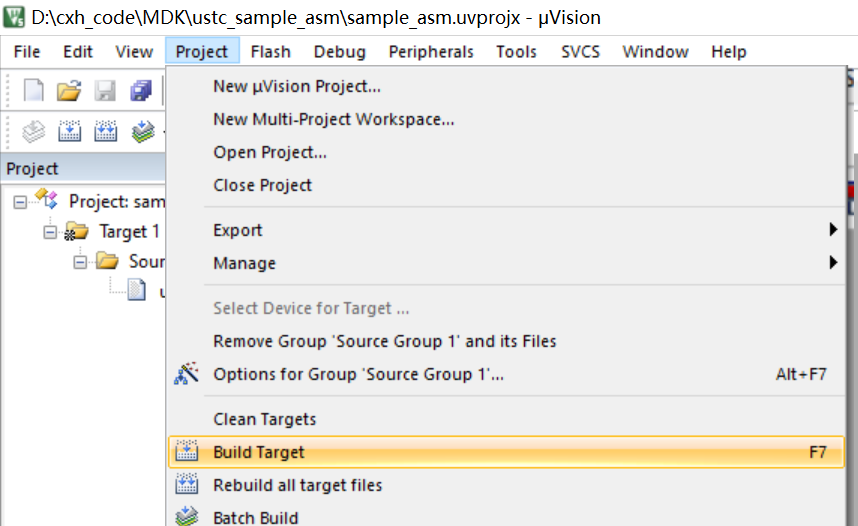 D:\cxh_code\MDK\ustc_sample_asm\sample_asm.uvprojx - µVision
File Edit View Project Flash Debug Peripherals Tools SVCS Window Help
New µVision Project...
New Multi-Project Workspace...
Open Project...
Close Project
Project
Project: sam
Target 1
Sour
Export
Manage
Select Device for Target ...
Remove Group 'Source Group 1' and its Files
Options for Group 'Source Group 1'... Alt+F7
Clean Targets
Build Target F7
Rebuild all target files
Batch Build